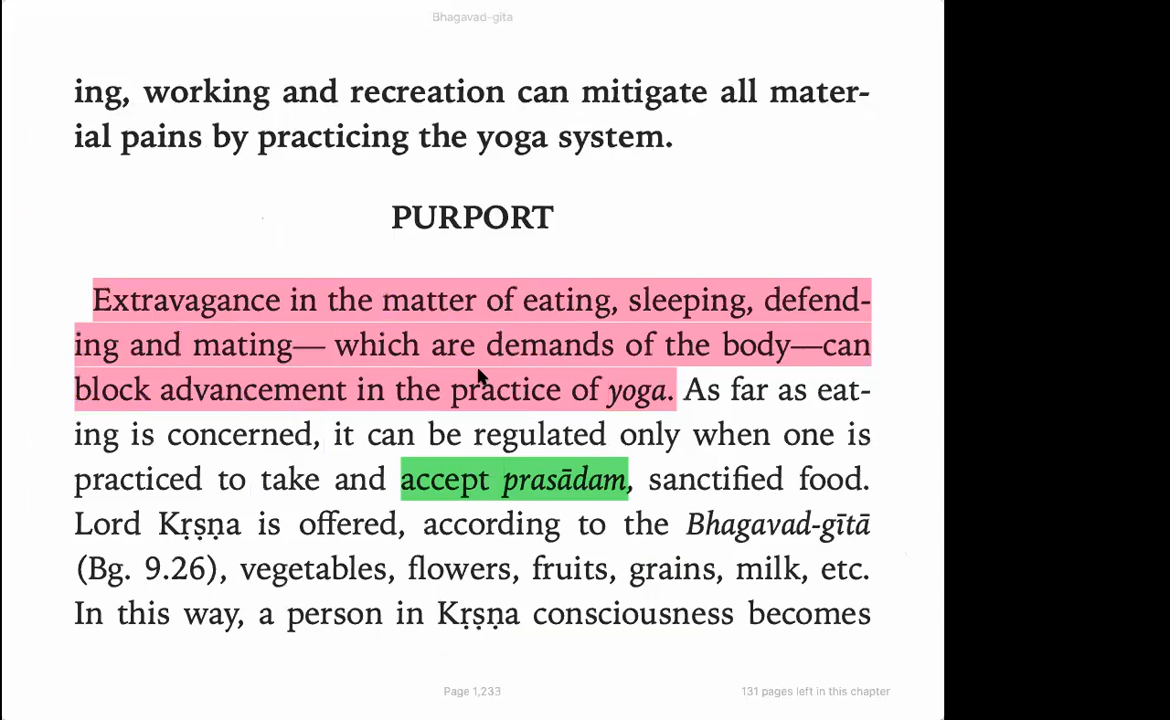 Bhagavad-gita
ing, working and recreation can mitigate all mater-
ial pains by practicing the yoga system.
PURPORT
Extravagance in the matter of eating, sleeping, defend-
ing and mating— which are demands of the body—can
block advancement in the practice of yoga. As far as eat-
ing is concerned, it can be regulated only when one is
practiced to take and accept prasādam, sanctified food.
Lord Kṛṣṇa is offered, according to the Bhagavad-gītā
(Bg. 9.26), vegetables, flowers, fruits, grains, milk, etc.
In this way, a person in Kṛṣṇa consciousness becomes
Page 1,233
131 pages left in this chapter